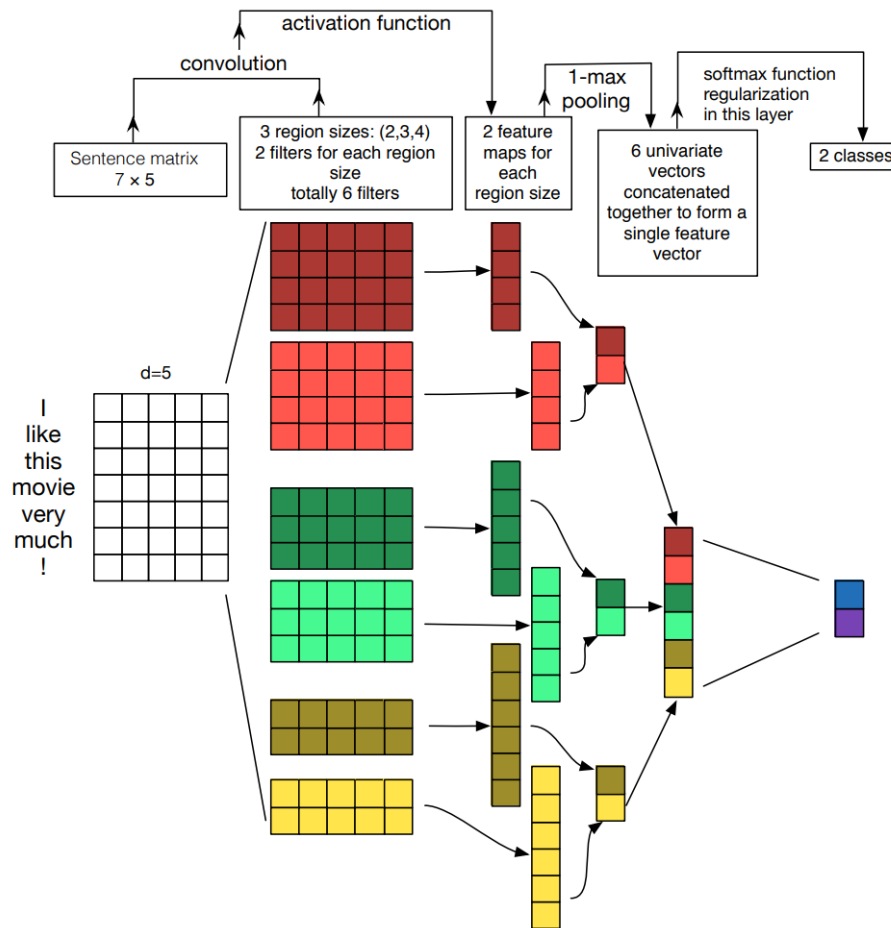 activation function
convolution
1-max
pooling
softmax function
regularization
in this layer
Sentence matrix
7 × 5
3 region sizes: (2,3,4)
2 filters for each region
size
totally 6 filters
2 feature
maps for
each
region size
6 univariate
vectors
concatenated
together to form a
single feature
vector
2 classes
d=5
I
like
this
movie
very
much
!